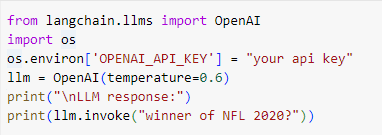 from langchain.llms import OpenAI
import os
os.environ['OPENAI_API_KEY'] = "your api key"
llm = OpenAI(temperature=0.6)
print("\nLLM response:")
print(llm.invoke("winner of NFL 2020?"))